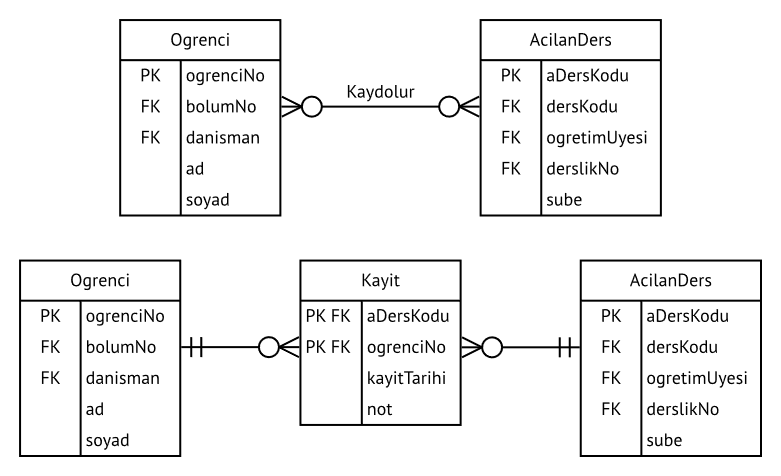 Ogrenci
PK ogrenciNo
FK bolumNo
FK danisman
ad
soyad
Kaydolur
AcilanDers
PK aDersKodu
FK dersKodu
FK ogretimUyesi
FK derslikNo
sube
Ogrenci
PK ogrenciNo
FK bolumNo
FK danisman
ad
soyad
Kayit
PK FK aDersKodu
PK FK ogrenciNo
kayitTarihi
not
AcilanDers
PK aDersKodu
FK dersKodu
FK ogretimUyesi
FK derslikNo
sube